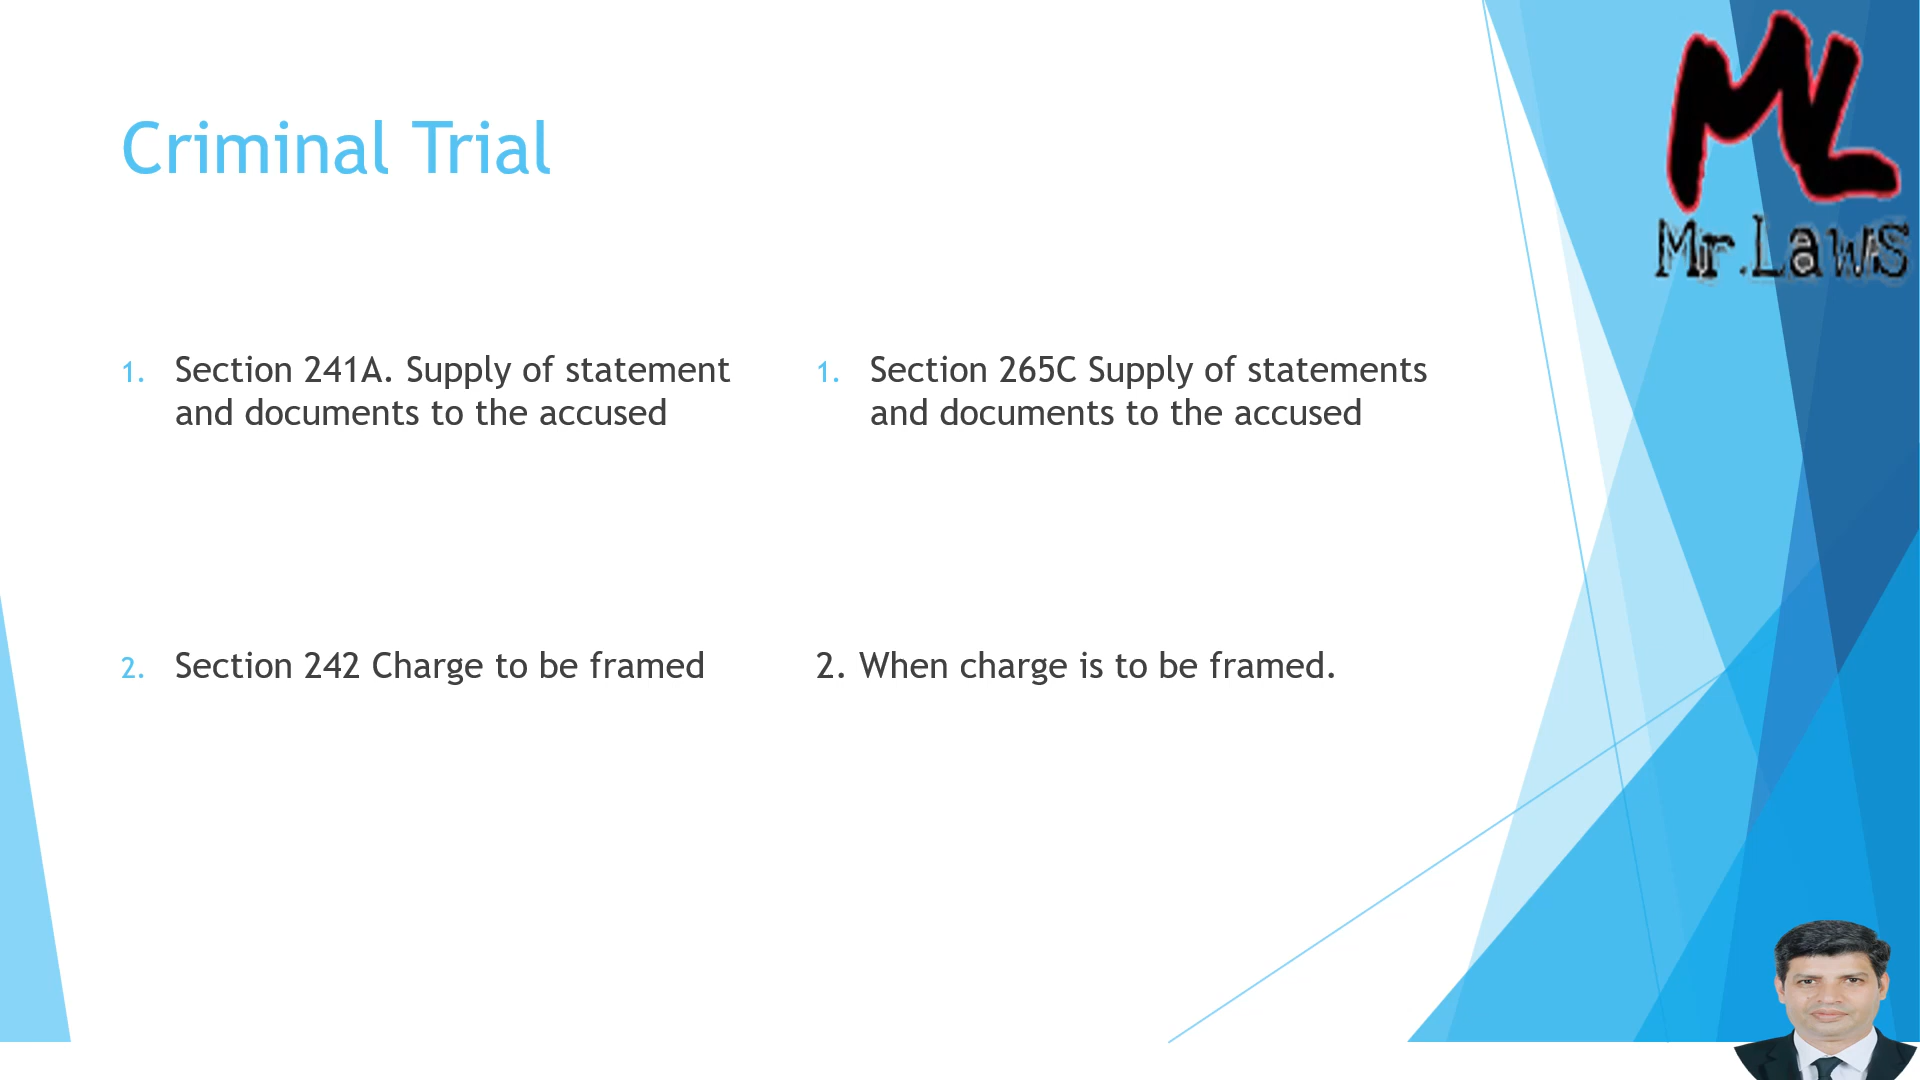 Mr.Laws
Criminal Trial
1. Section 241A. Supply of statement
and documents to the accused
2. Section 242 Charge to be framed
1. Section 265C Supply of statements
and documents to the accused
2. When charge is to be framed.